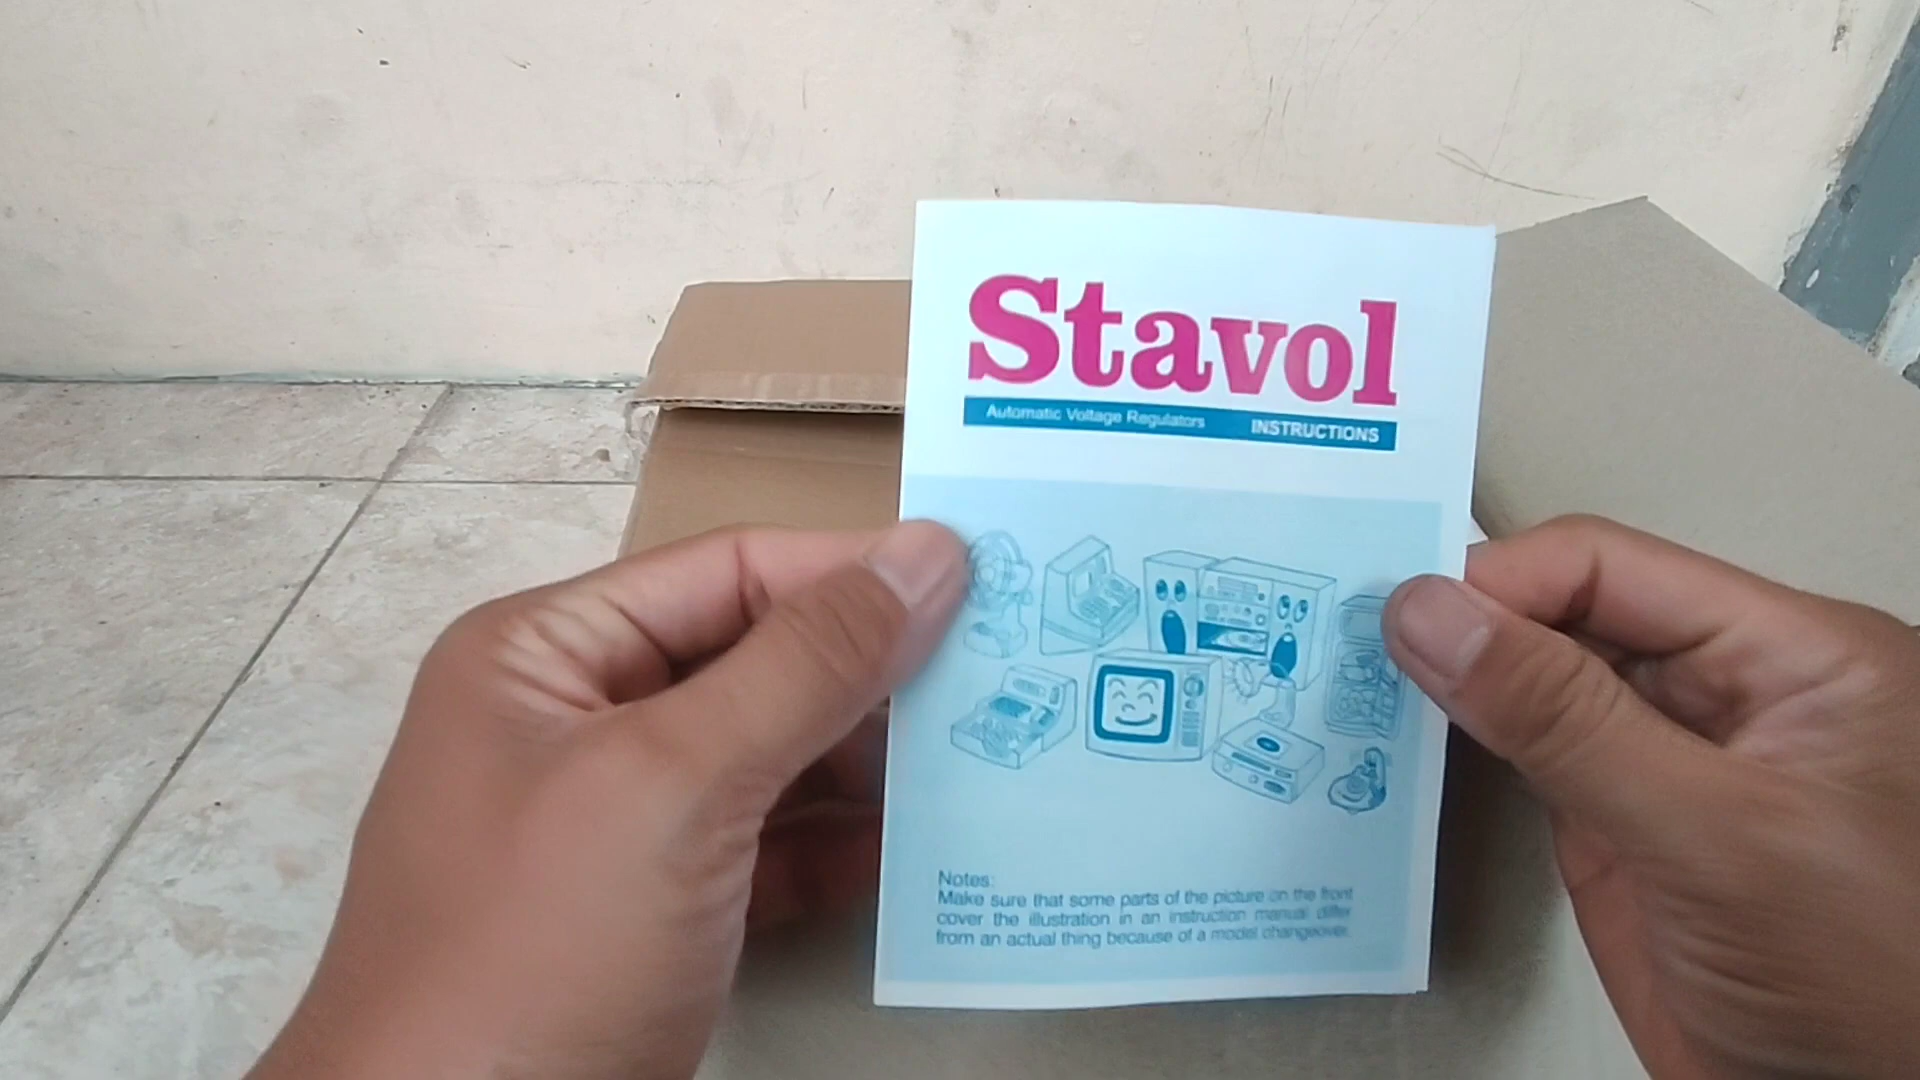 Stavol
Automatic Voltage Regulators INSTRUCTIONS
Notes:
Make sure that some parts of the picture on the front
cover the illustration in an instruction manual differ
from an actual thing because of a model changeover.